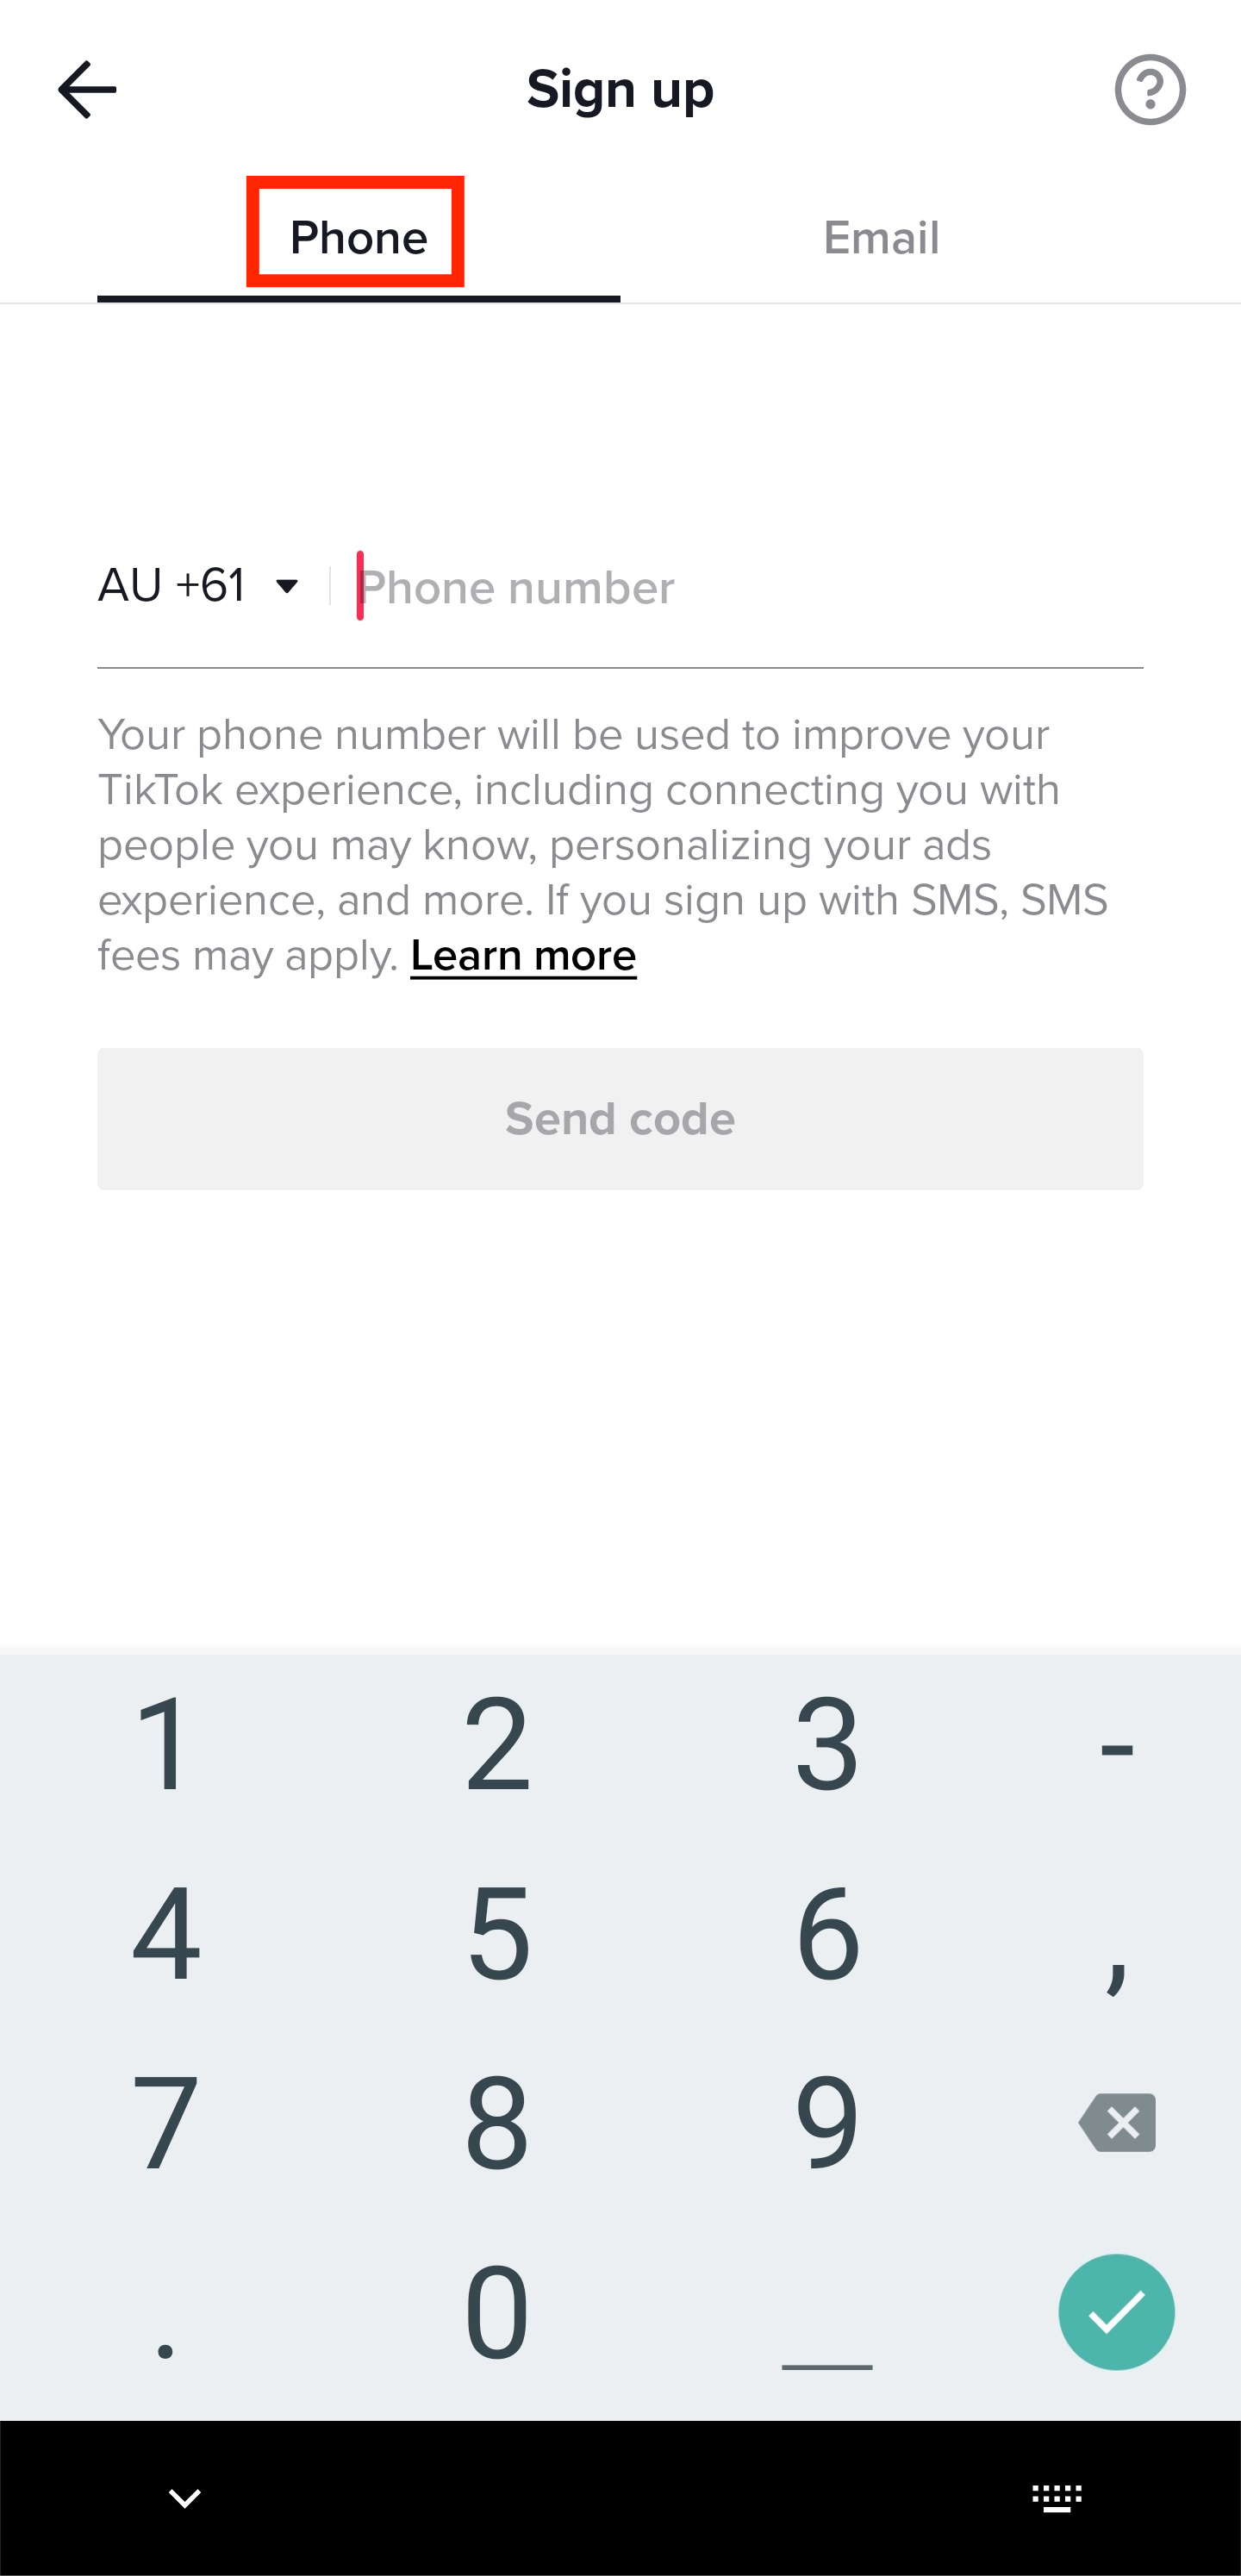 Sign up
Phone Email
AU +61 Phone number
Your phone number will be used to improve your
TikTok experience, including connecting you with
people you may know, personalizing your ads
experience, and more. If you sign up with SMS, SMS
fees may apply. Learn more
Send code
1 2 3 -
4 5 6 ,
7 8 9
. 0 _